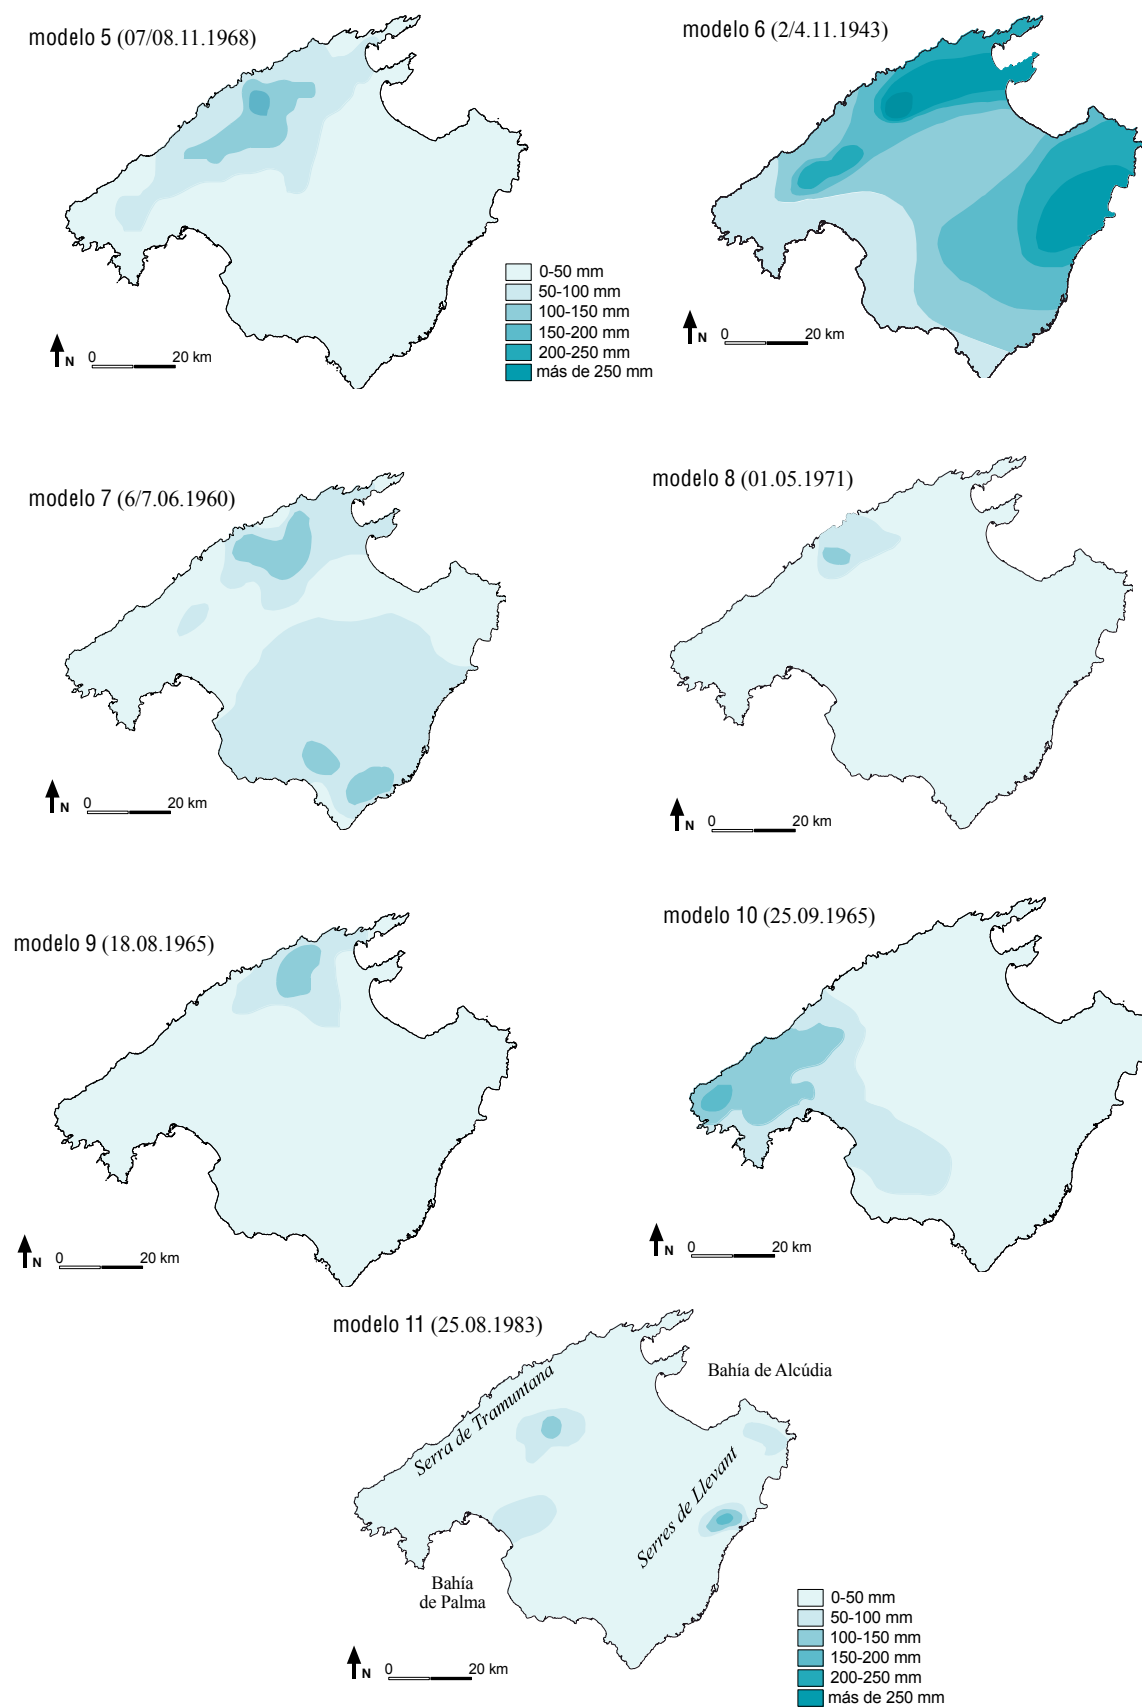 modelo 5 (07/08.11.1968)
modelo 6 (2/4.11.1943)
0-50 mm
50-100 mm
100-150 mm
150-200 mm
200-250 mm
más de 250 mm
N
0 20 km
N
0 20 km
modelo 7 (6/7.06.1960)
modelo 8 (01.05.1971)
N
0 20 km
N
0 20 km
modelo 9 (18.08.1965)
modelo 10 (25.09.1965)
N
0 20 km
N
0 20 km
modelo 11 (25.08.1983)
Bahía de Alcúdia
Serra de Tramuntana
Serres de Llevant
Bahía
de Palma
N
0 20 km
0-50 mm
50-100 mm
100-150 mm
150-200 mm
200-250 mm
más de 250 mm